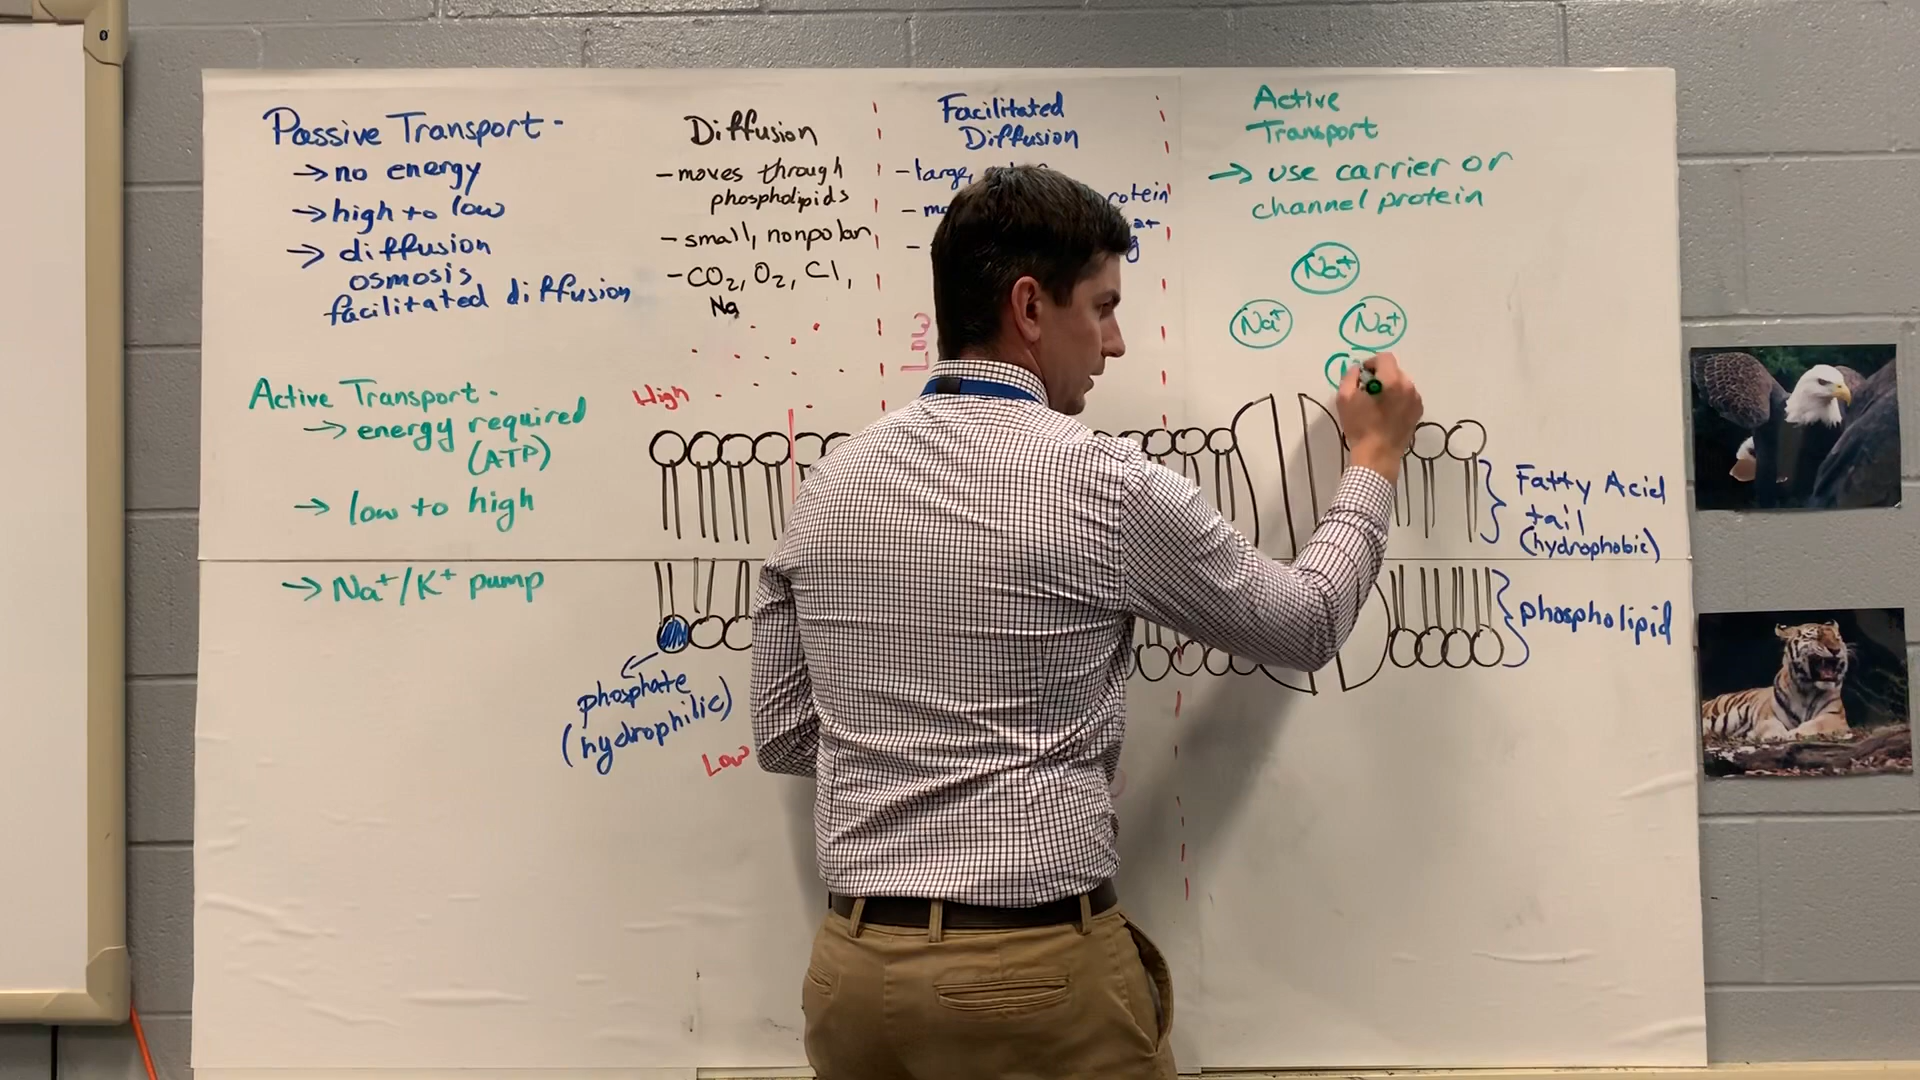 Passive Transport -
→ no energy
→ high to low
→ diffusion
osmosis
facilitated diffusion
Active Transport -
→ energy required
(ATP)
→ low to high
→ Na⁺/K⁺ pump
Diffusion
- moves through
phospholipids
- small, nonpolar
- CO₂, O₂, Cl,
Na
High
phosphate
(hydrophilic)
Low
Facilitated
Diffusion
- large,
-
-
Low
Active
Transport
→ use carrier or
channel protein
Na⁺
Na⁺
Na⁺
Fatty Acid
tail
(hydrophobic)
phospholipid